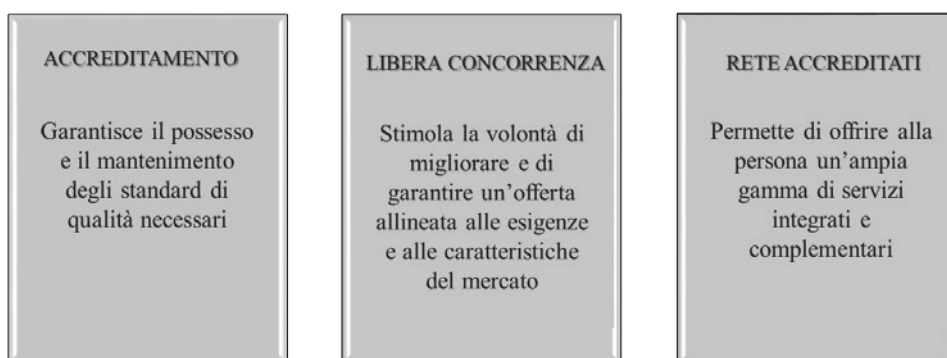 ACCREDITAMENTO
Garantisce il possesso
e il mantenimento
degli standard di
qualità necessari
LIBERA CONCORRENZA
Stimola la volontà di
migliorare e di
garantire un’offerta
allineata alle esigenze
e alle caratteristiche
del mercato
RETE ACCREDITATI
Permette di offrire alla
persona un’ampia
gamma di servizi
integrati e
complementari